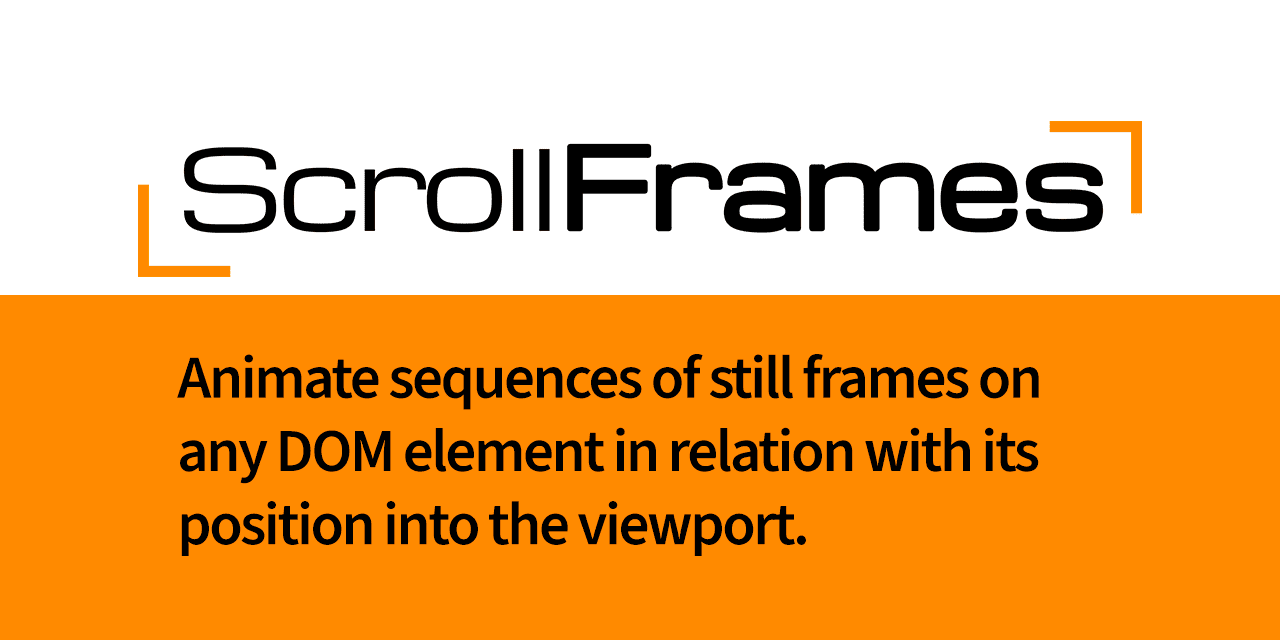 ScrollFrames
Animate sequences of still frames on
any DOM element in relation with its
position into the viewport.